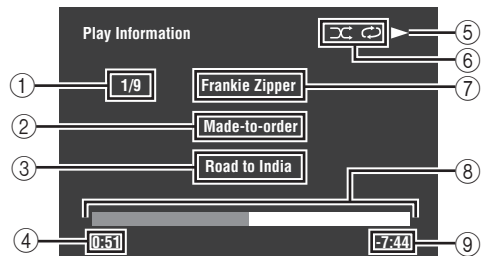 Play Information
⑤
⑥
① 1/9 Frankie Zipper ⑦
② Made-to-order
③ Road to India
⑧
④ 0:51 -7:44 ⑨